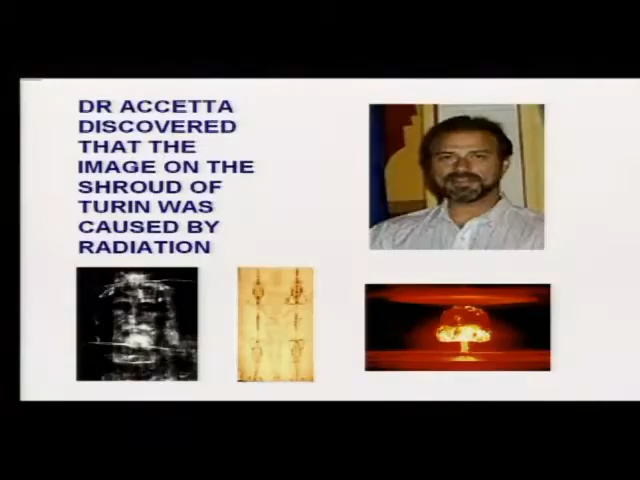 DR ACCETTA
DISCOVERED
THAT THE
IMAGE ON THE
SHROUD OF
TURIN WAS
CAUSED BY
RADIATION